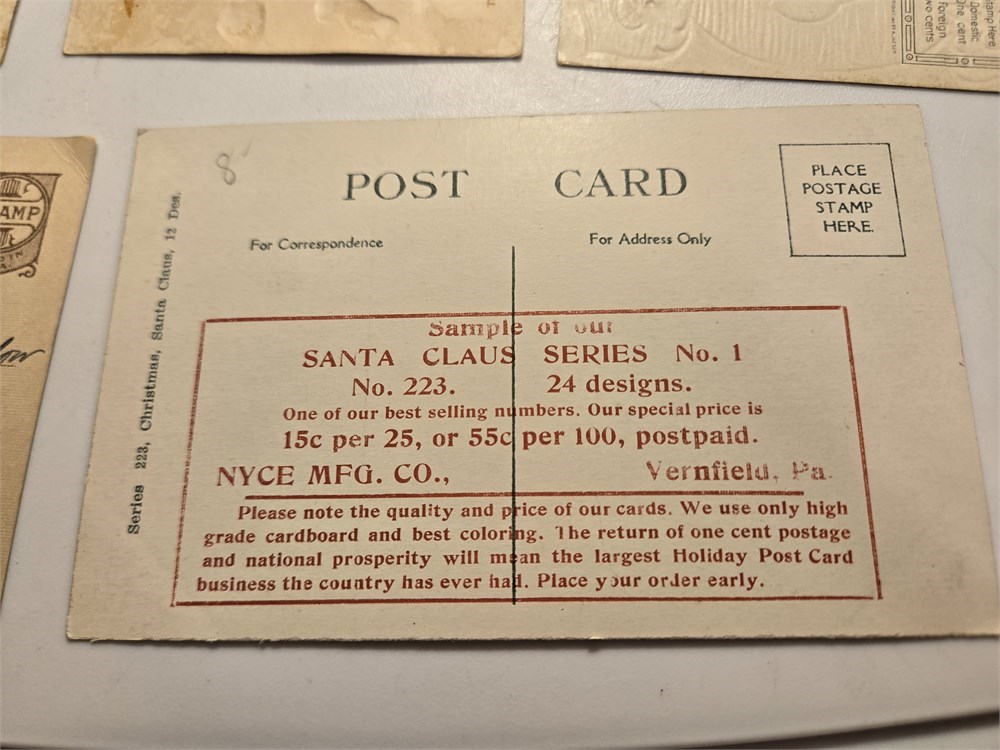 Stamp Here
Domestic
One cent
Foreign
Two cents
AMP
8
POST CARD
PLACE
POSTAGE
STAMP
HERE.
For Correspondence
For Address Only
Series 223, Christmas, Santa Claus, 12 Des.
Sample of our
SANTA CLAUS SERIES No. 1
No. 223. 24 designs.
One of our best selling numbers. Our special price is
15c per 25, or 55c per 100, postpaid.
NYCE MFG. CO., Vernfield, Pa.
Please note the quality and price of our cards. We use only high
grade cardboard and best coloring. The return of one cent postage
and national prosperity will mean the largest Holiday Post Card
business the country has ever had. Place your order early.